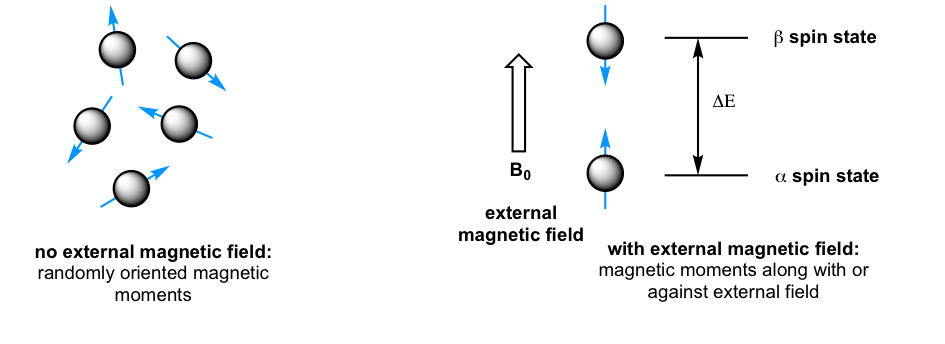 no external magnetic field:
randomly oriented magnetic
moments
B₀
external
magnetic field
β spin state
ΔE
α spin state
with external magnetic field:
magnetic moments along with or
against external field